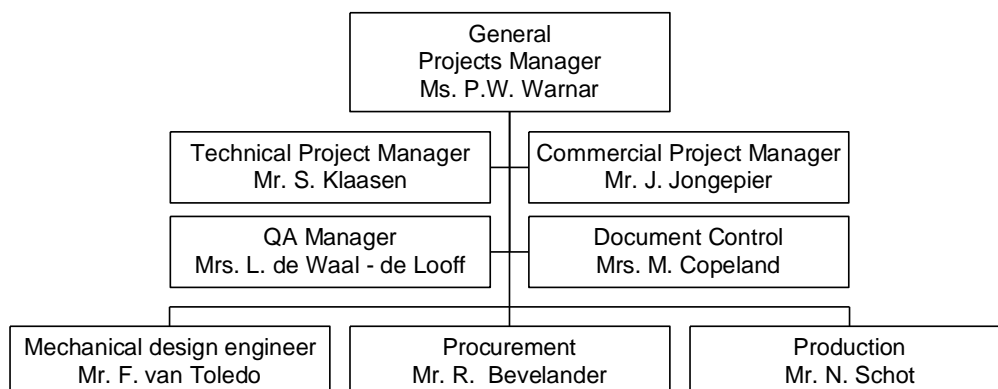 General
Projects Manager
Ms. P.W. Warnar
Technical Project Manager
Mr. S. Klaasen
Commercial Project Manager
Mr. J. Jongepier
QA Manager
Mrs. L. de Waal - de Looff
Document Control
Mrs. M. Copeland
Mechanical design engineer
Mr. F. van Toledo
Procurement
Mr. R. Bevelander
Production
Mr. N. Schot